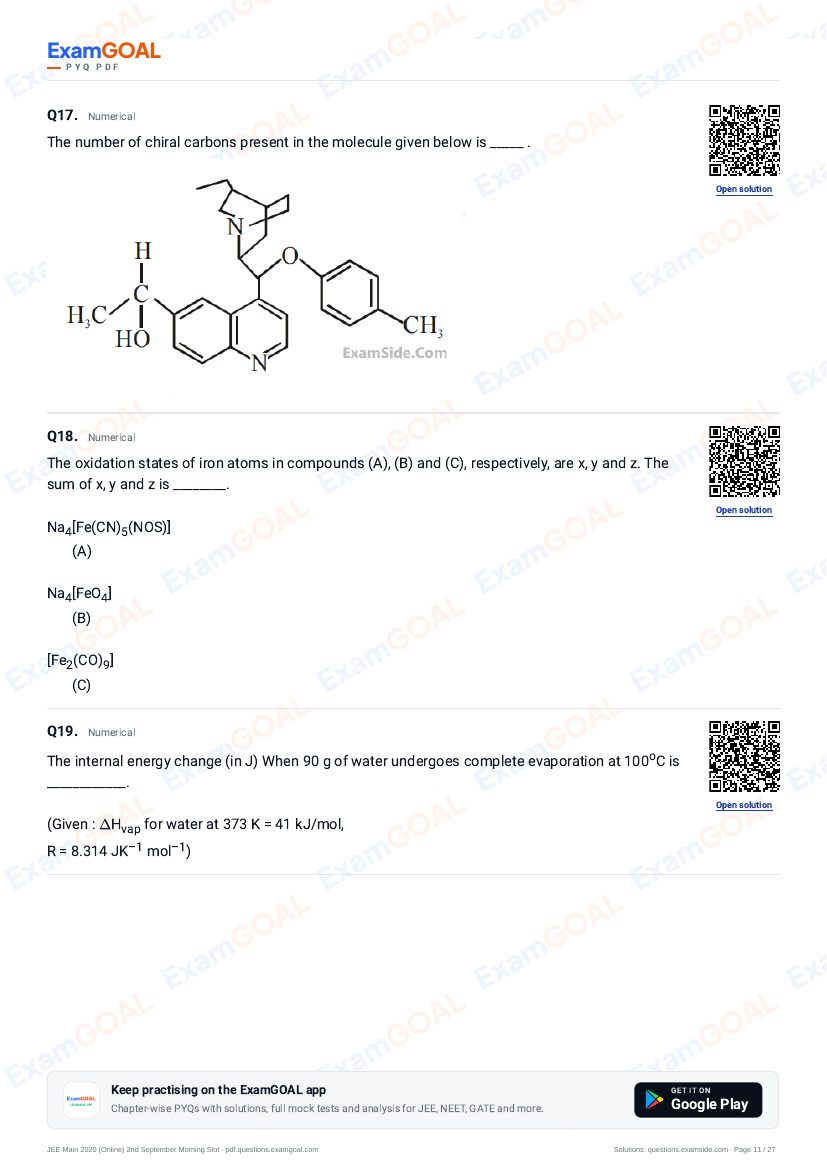 ExamGOAL
PYQ PDF
Q17. Numerical
The number of chiral carbons present in the molecule given below is _____ .
Open solution
N
O
H
C
H3C
HO
CH3
N
ExamSide.Com
Q18. Numerical
The oxidation states of iron atoms in compounds (A), (B) and (C), respectively, are x, y and z. The
sum of x, y and z is ________.
Open solution
Na4[Fe(CN)5(NOS)]
(A)
Na4[FeO4]
(B)
[Fe2(CO)9]
(C)
Q19. Numerical
The internal energy change (in J) When 90 g of water undergoes complete evaporation at 100oC is
____________.
Open solution
(Given : ΔHvap for water at 373 K = 41 kJ/mol,
R = 8.314 JK−1 mol−1)
ExamGOAL
Keep practising on the ExamGOAL app
Chapter-wise PYQs with solutions, full mock tests and analysis for JEE, NEET, GATE and more.
GET IT ON
Google Play
JEE Main 2020 (Online) 2nd September Morning Slot · pdf.questions.examgoal.com
Solutions: questions.examside.com · Page 11 / 27